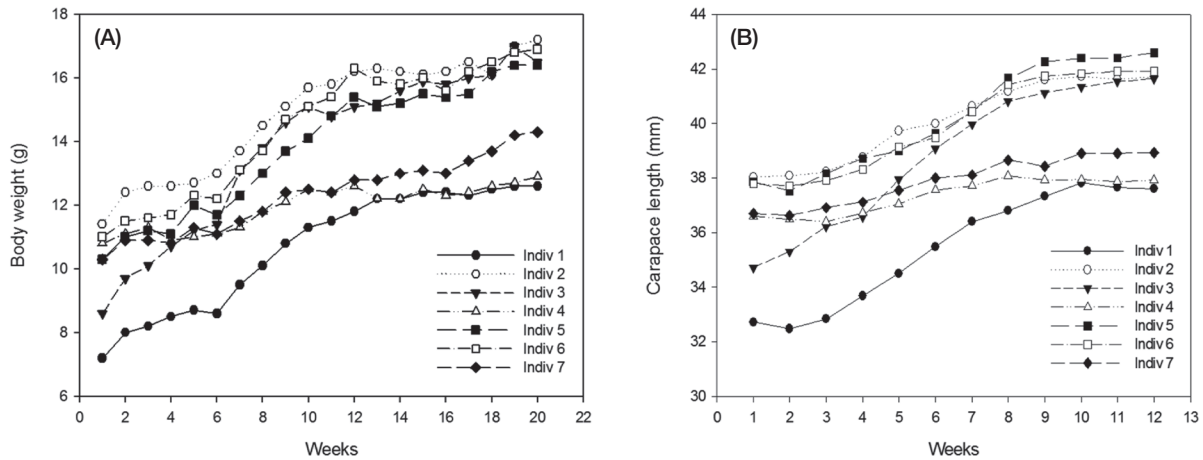 (A)
Body weight (g)
18
16
14
12
10
8
6
0 2 4 6 8 10 12 14 16 18 20 22
Weeks
Indiv 1
Indiv 2
Indiv 3
Indiv 4
Indiv 5
Indiv 6
Indiv 7
(B)
Carapace length (mm)
44
42
40
38
36
34
32
30
0 1 2 3 4 5 6 7 8 9 10 11 12 13
Weeks
Indiv 1
Indiv 2
Indiv 3
Indiv 4
Indiv 5
Indiv 6
Indiv 7